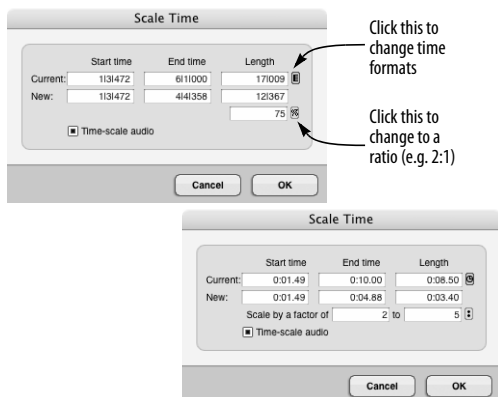 Scale Time
Start time End time Length
Current: 1|3|472 6|1|000 17|009
New: 1|3|472 4|4|358 12|367
75 %
Time-scale audio
Cancel OK
Click this to
change time
formats
Click this to
change to a
ratio (e.g. 2:1)
Scale Time
Start time End time Length
Current: 0:01.49 0:10.00 0:08.50
New: 0:01.49 0:04.88 0:03.40
Scale by a factor of 2 to 5
Time-scale audio
Cancel OK